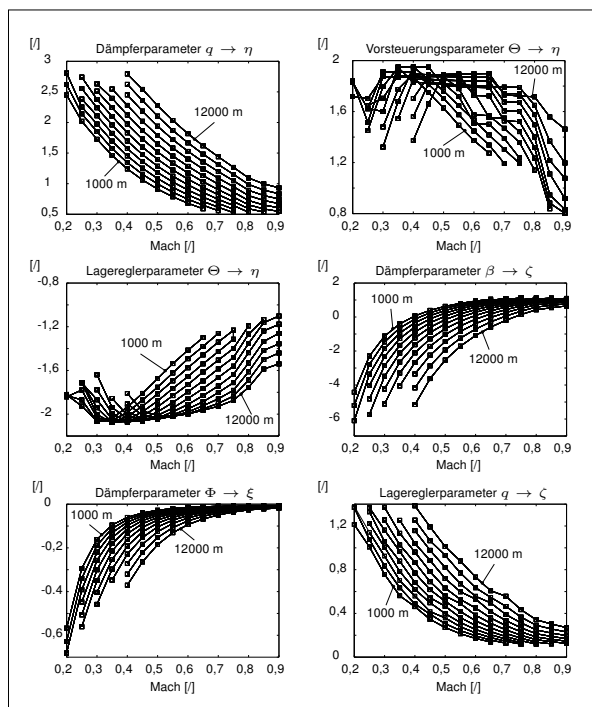 [/]
Dämpferparameter q → η
3
2,5
2
1,5
1
0,5
12000 m
1000 m
0,2 0,3 0,4 0,5 0,6 0,7 0,8 0,9
Mach [/]
[/]
Vorsteuerungsparameter Θ → η
2
1,6
1,2
0,8
12000 m
1000 m
0,2 0,3 0,4 0,5 0,6 0,7 0,8 0,9
Mach [/]
[/]
Lagereglerparameter Θ → η
-0,8
-1,2
-1,6
-2
1000 m
12000 m
0,2 0,3 0,4 0,5 0,6 0,7 0,8 0,9
Mach [/]
[/]
Dämpferparameter β → ζ
2
0
-2
-4
-6
1000 m
12000 m
0,2 0,3 0,4 0,5 0,6 0,7 0,8 0,9
Mach [/]
[/]
Dämpferparameter Φ → ξ
0
-0,2
-0,4
-0,6
1000 m
12000 m
0,2 0,3 0,4 0,5 0,6 0,7 0,8 0,9
Mach [/]
[/]
Lagereglerparameter q → ζ
1,2
0,8
0,4
0
12000 m
1000 m
0,2 0,3 0,4 0,5 0,6 0,7 0,8 0,9
Mach [/]